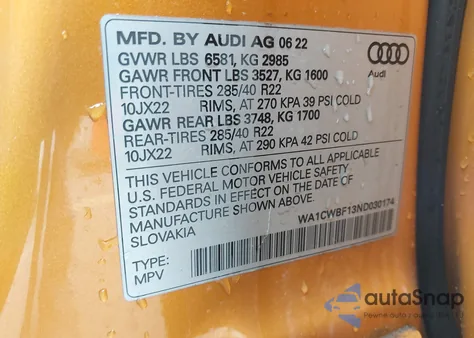 MFD. BY AUDI AG 06 22
GVWR LBS 6581, KG 2985
GAWR FRONT LBS 3527, KG 1600
FRONT-TIRES 285/40 R22
10JX22 RIMS, AT 270 KPA 39 PSI COLD
GAWR REAR LBS 3748, KG 1700
REAR-TIRES 285/40 R22
10JX22 RIMS, AT 290 KPA 42 PSI COLD
THIS VEHICLE CONFORMS TO ALL APPLICABLE
U.S. FEDERAL MOTOR VEHICLE SAFETY
STANDARDS IN EFFECT ON THE DATE OF
MANUFACTURE SHOWN ABOVE.
SLOVAKIA
WA1CWBF13ND030174
TYPE:
MPV
Audi
autoSnap
Pewne auto z USA